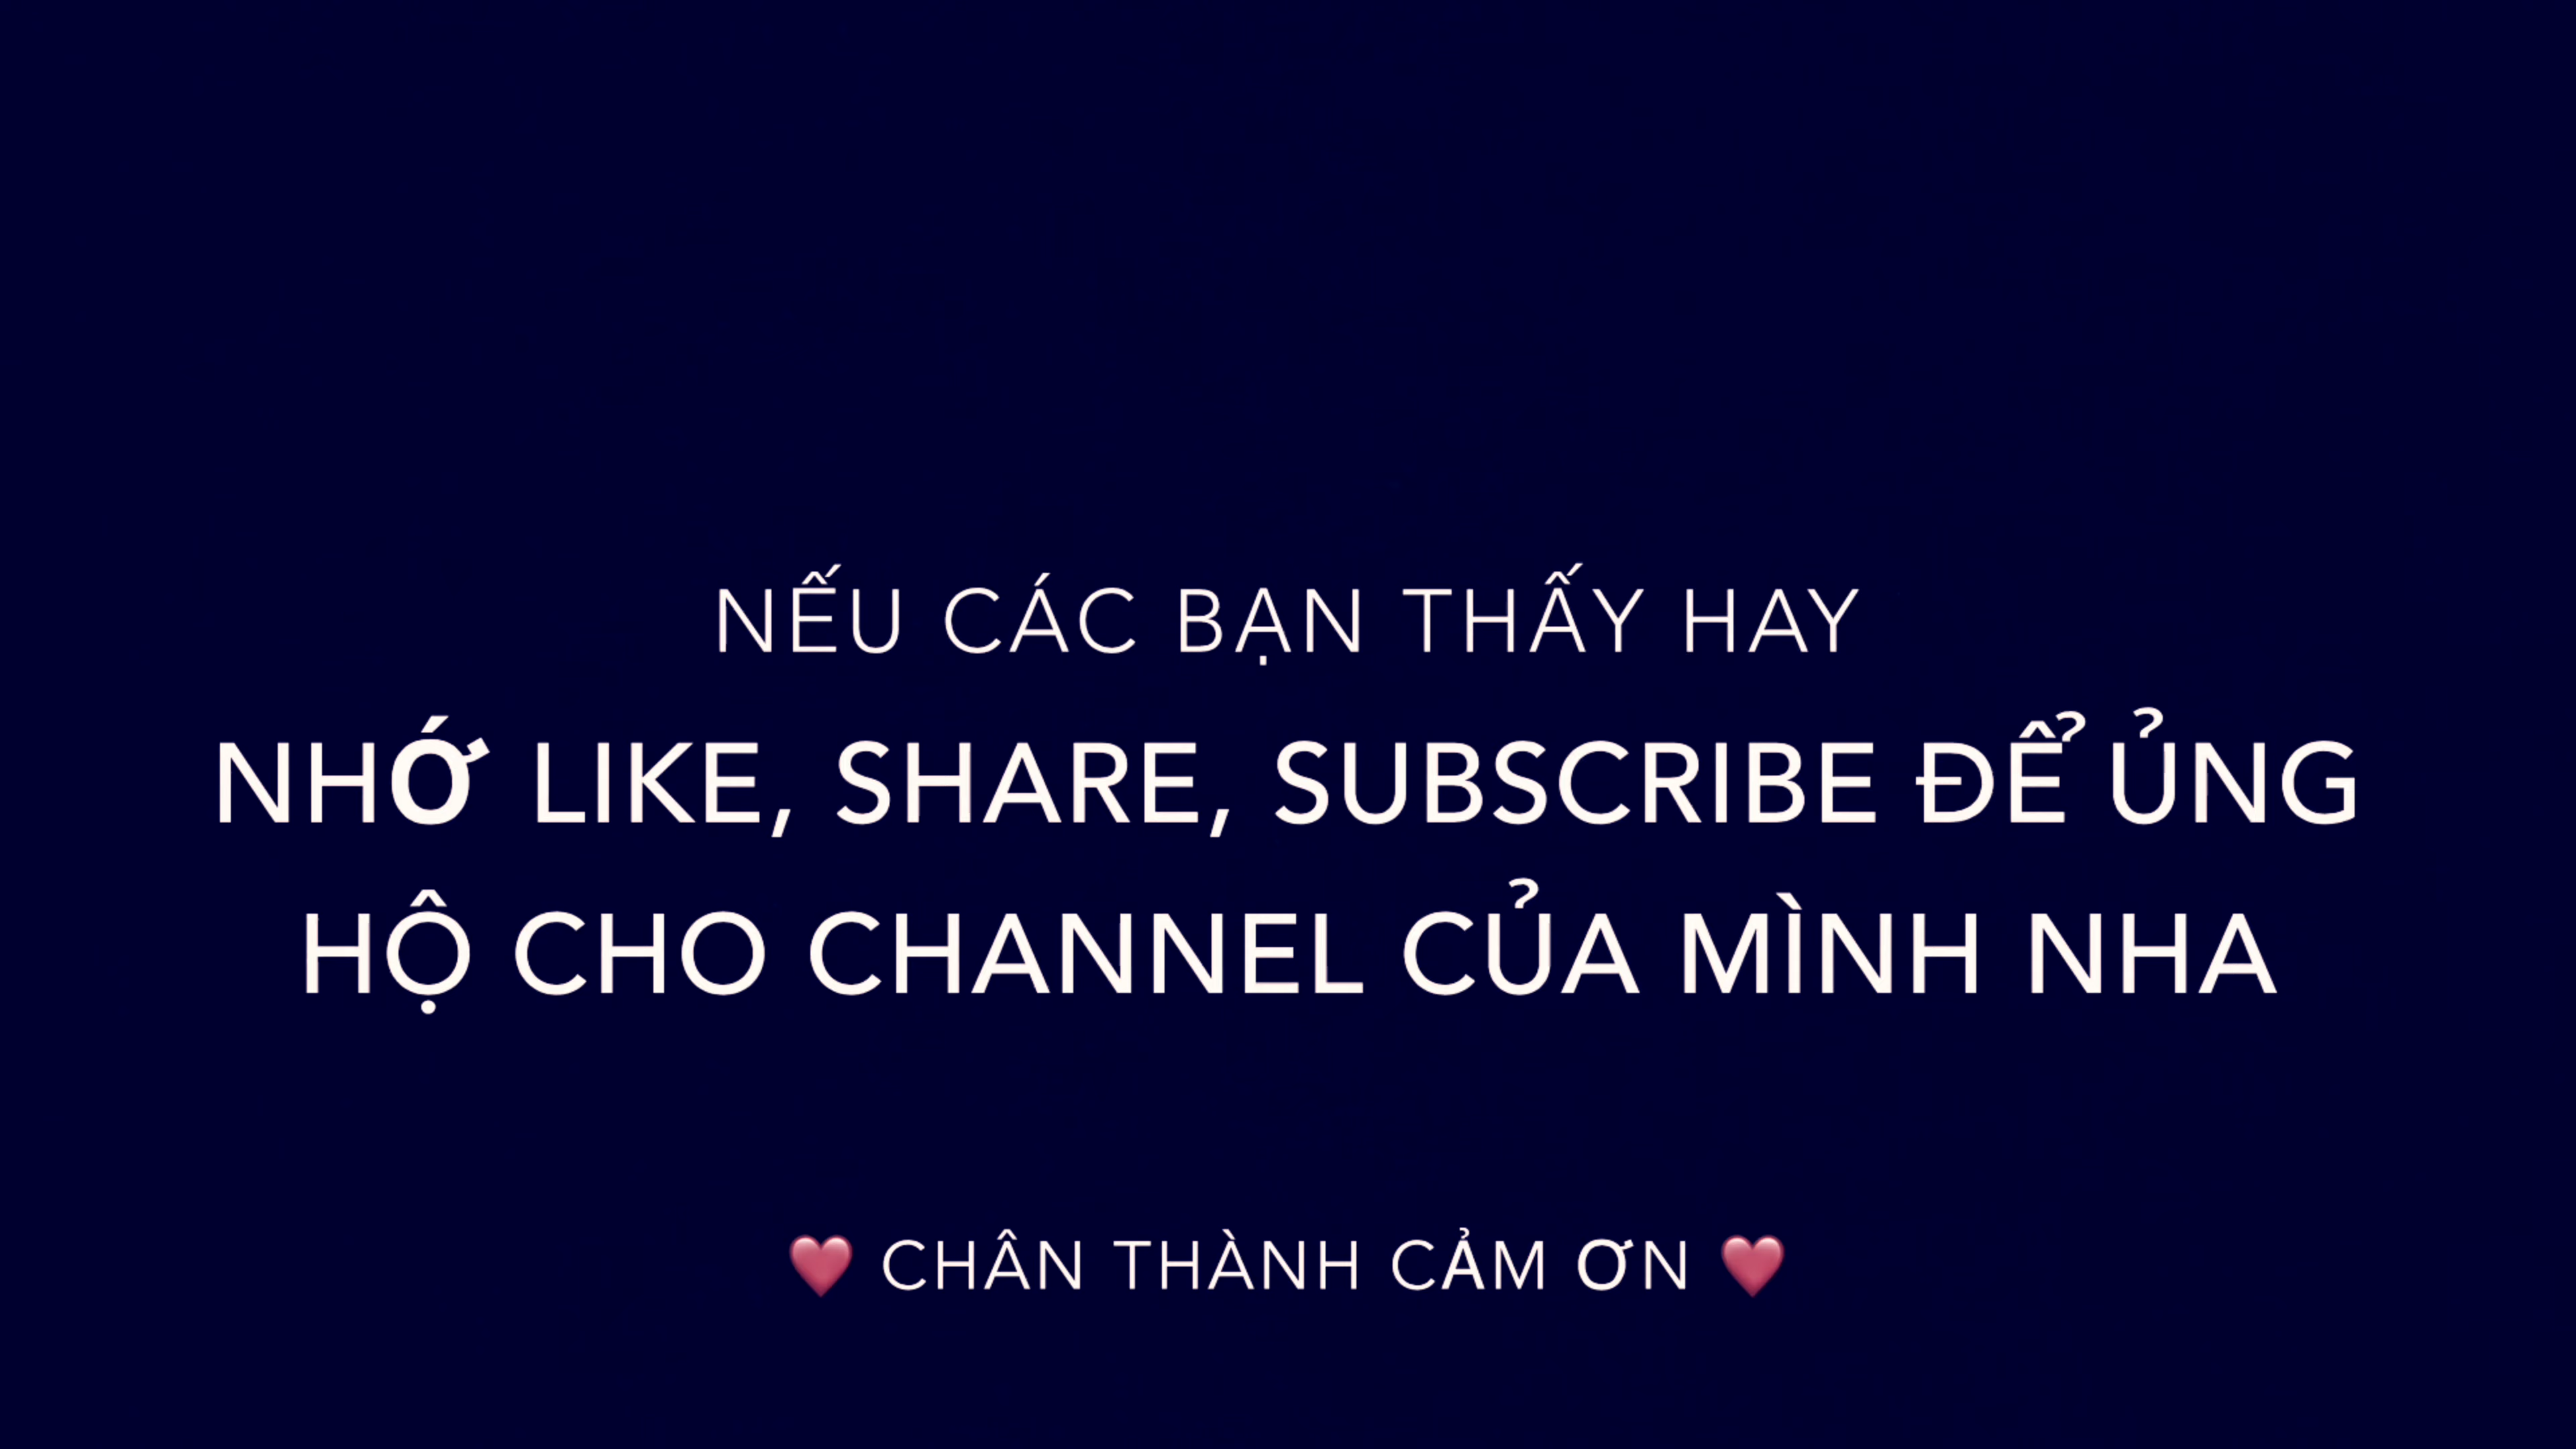 NẾU CÁC BẠN THẤY HAY
NHỚ LIKE, SHARE, SUBSCRIBE ĐỂ ỦNG
HỘ CHO CHANNEL CỦA MÌNH NHA
❤️ CHÂN THÀNH CẢM ƠN ❤️